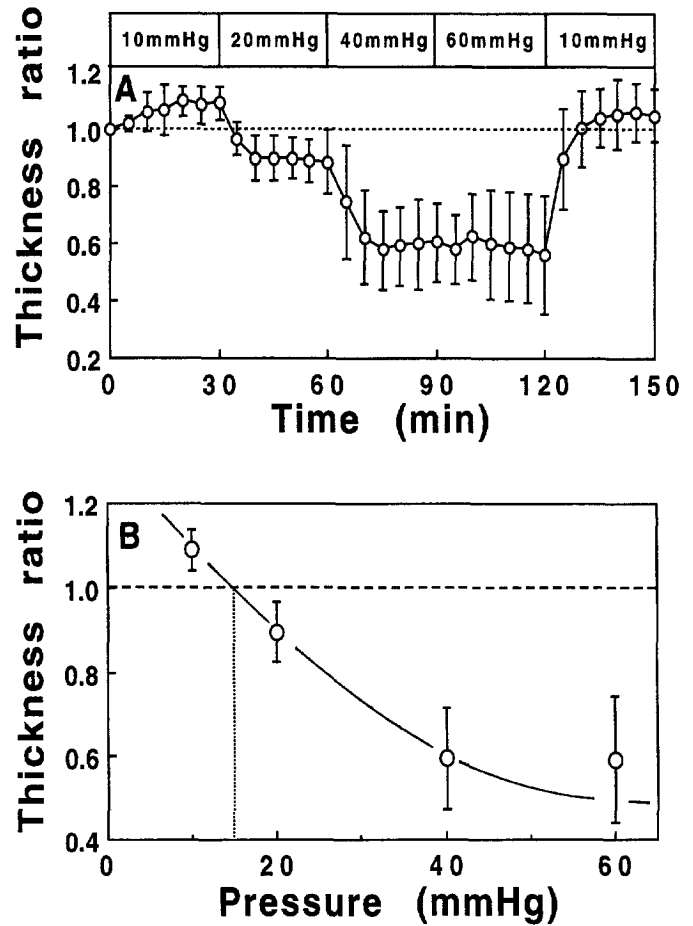 10mmHg 20mmHg 40mmHg 60mmHg 10mmHg
A
Thickness ratio
1.2
1.0
0.8
0.6
0.4
0.2
0 30 60 90 120 150
Time (min)
B
Thickness ratio
1.2
1.0
0.8
0.6
0.4
0 20 40 60
Pressure (mmHg)